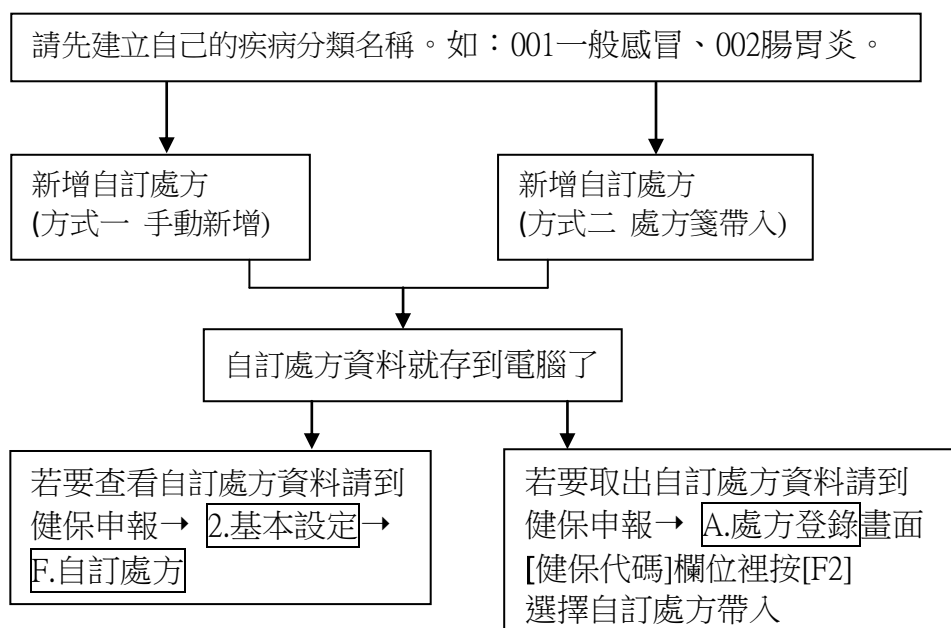 請先建立自己的疾病分類名稱。如：001一般感冒、002腸胃炎。
新增自訂處方
(方式一 手動新增)
新增自訂處方
(方式二 處方箋帶入)
自訂處方資料就存到電腦了
若要查看自訂處方資料請到
健保申報→ 2.基本設定→
F.自訂處方
若要取出自訂處方資料請到
健保申報→ A.處方登錄畫面
[健保代碼]欄位裡按[F2]
選擇自訂處方帶入